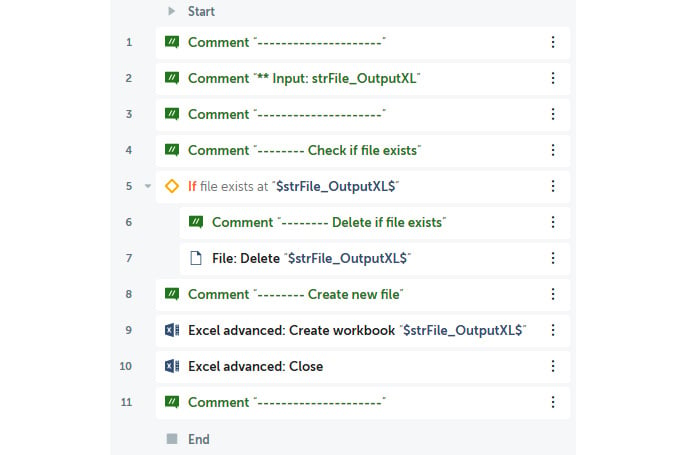 Start
1 Comment "---------------------"
2 Comment "** Input: strFile_OutputXL"
3 Comment "---------------------"
4 Comment "-------- Check if file exists"
5 If file exists at "$strFile_OutputXL$"
6 Comment "-------- Delete if file exists"
7 File: Delete "$strFile_OutputXL$"
8 Comment "-------- Create new file"
9 Excel advanced: Create workbook "$strFile_OutputXL$"
10 Excel advanced: Close
11 Comment "---------------------"
End